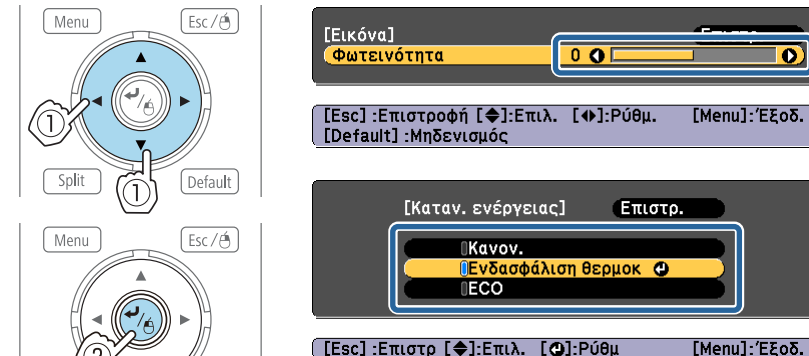 Menu
Esc/
1
1
Split
Default
Menu
Esc/
2
[Εικόνα]
Φωτεινότητα 0
[Esc] :Επιστροφή [◆]:Επιλ. [◂▸]:Ρύθμ. [Menu]:Έξοδ.
[Default] :Μηδενισμός
[Καταν. ενέργειας] Επιστρ.
Κανον.
Ενδασφάλιση θερμοκ
ECO
[Esc] :Επιστρ [◆]:Επιλ. [⏎]:Ρύθμ [Menu]:Έξοδ.